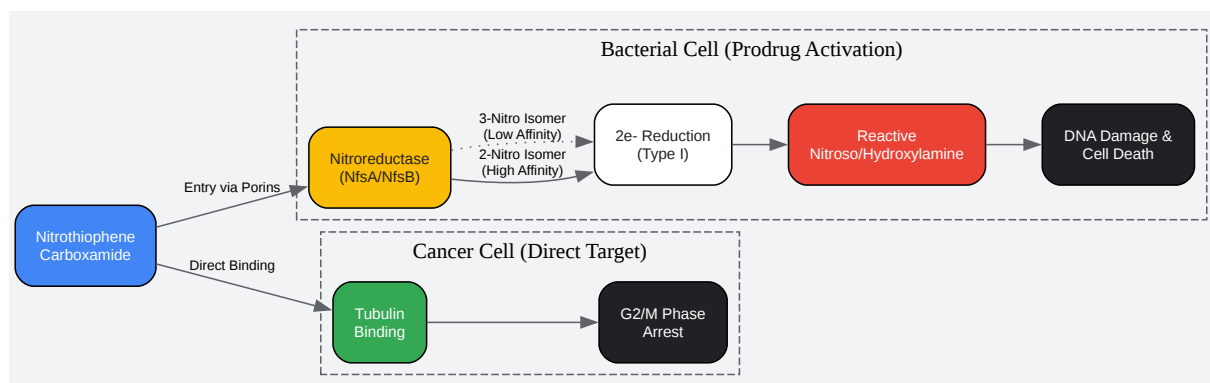 Bacterial Cell (Prodrug Activation)
3-Nitro Isomer
(Low Affinity)
2-Nitro Isomer
(High Affinity)
Nitroreductase
(NfsA/NfsB)
2e- Reduction
(Type I)
Reactive
Nitroso/Hydroxylamine
DNA Damage &
Cell Death
Entry via Porins
Nitrothiophene
Carboxamide
Direct Binding
Cancer Cell (Direct Target)
Tubulin
Binding
G2/M Phase
Arrest